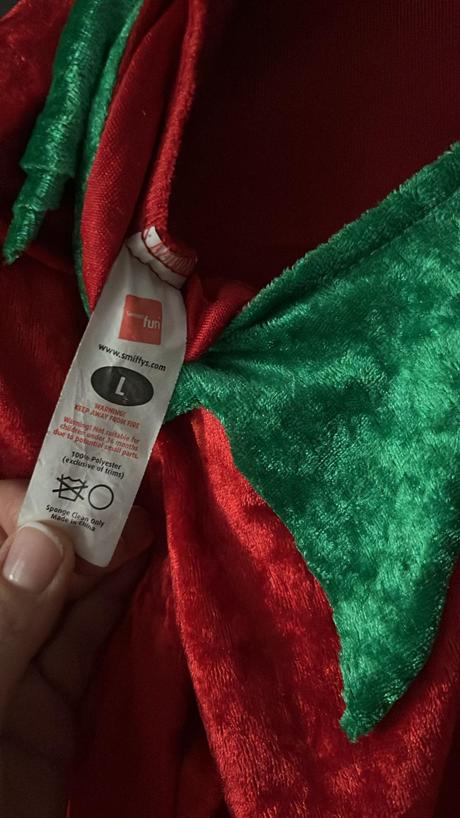 fun
www.smiffys.com
L
WARNING!
KEEP AWAY FROM FIRE
Warning! Not suitable for
children under 36 months
due to potential small parts.
100% Polyester
(exclusive of trims)
Sponge Clean Only
Made in China